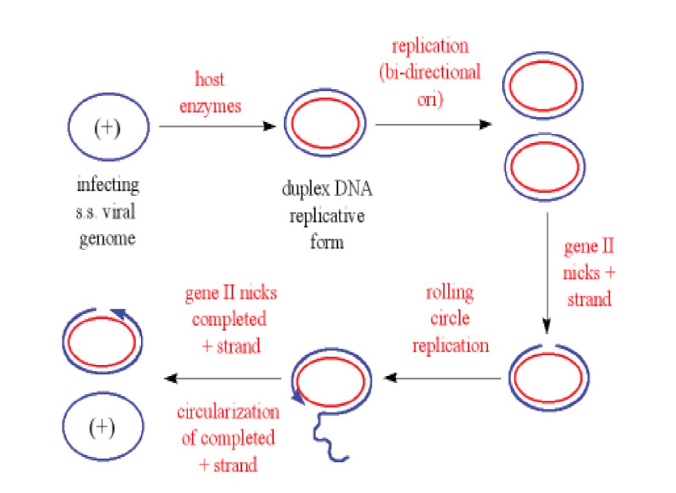 (+)
infecting
s.s. viral
genome
host
enzymes
duplex DNA
replicative
form
replication
(bi-directional
ori)
gene II
nicks +
strand
rolling
circle
replication
gene II nicks
completed
+ strand
circularization
of completed
+ strand
(+)